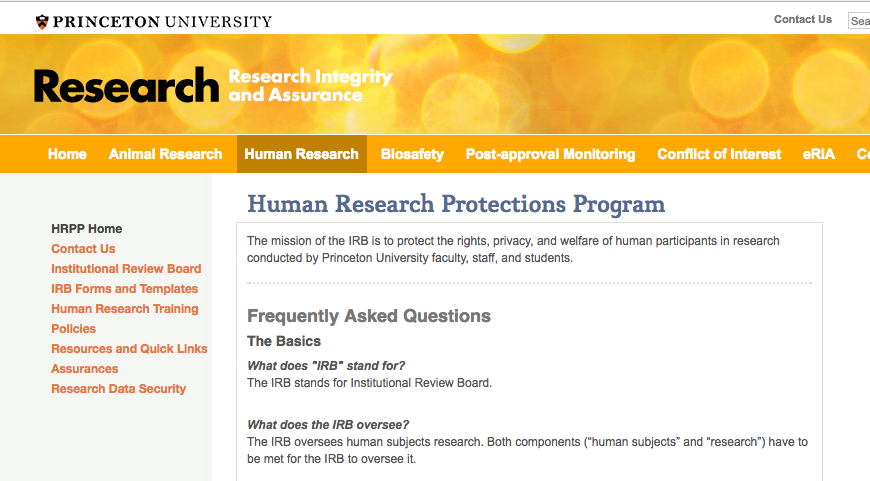 PRINCETON UNIVERSITY
Contact Us
Sea
Research
Research Integrity
and Assurance
Home Animal Research Human Research Biosafety Post-approval Monitoring Conflict of Interest eRIA
HRPP Home
Contact Us
Institutional Review Board
IRB Forms and Templates
Human Research Training
Policies
Resources and Quick Links
Assurances
Research Data Security
Human Research Protections Program
The mission of the IRB is to protect the rights, privacy, and welfare of human participants in research
conducted by Princeton University faculty, staff, and students.
Frequently Asked Questions
The Basics
What does "IRB" stand for?
The IRB stands for Institutional Review Board.
What does the IRB oversee?
The IRB oversees human subjects research. Both components (“human subjects” and “research”) have to
be met for the IRB to oversee it.